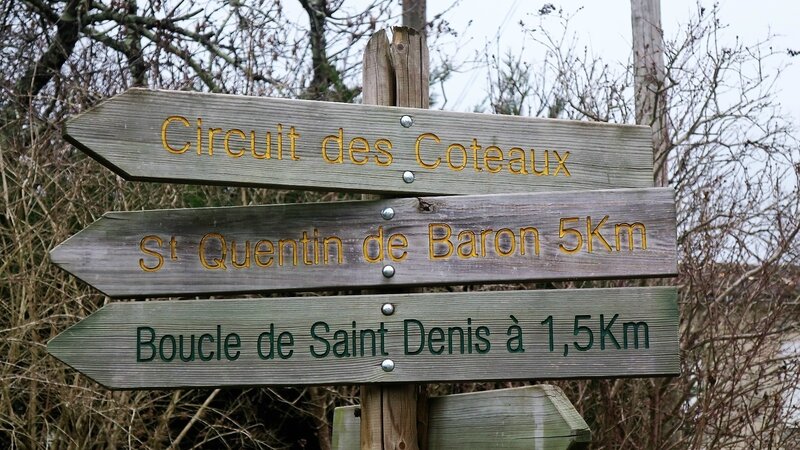 Circuit des Coteaux
St Quentin de Baron 5Km
Boucle de Saint Denis à 1,5Km